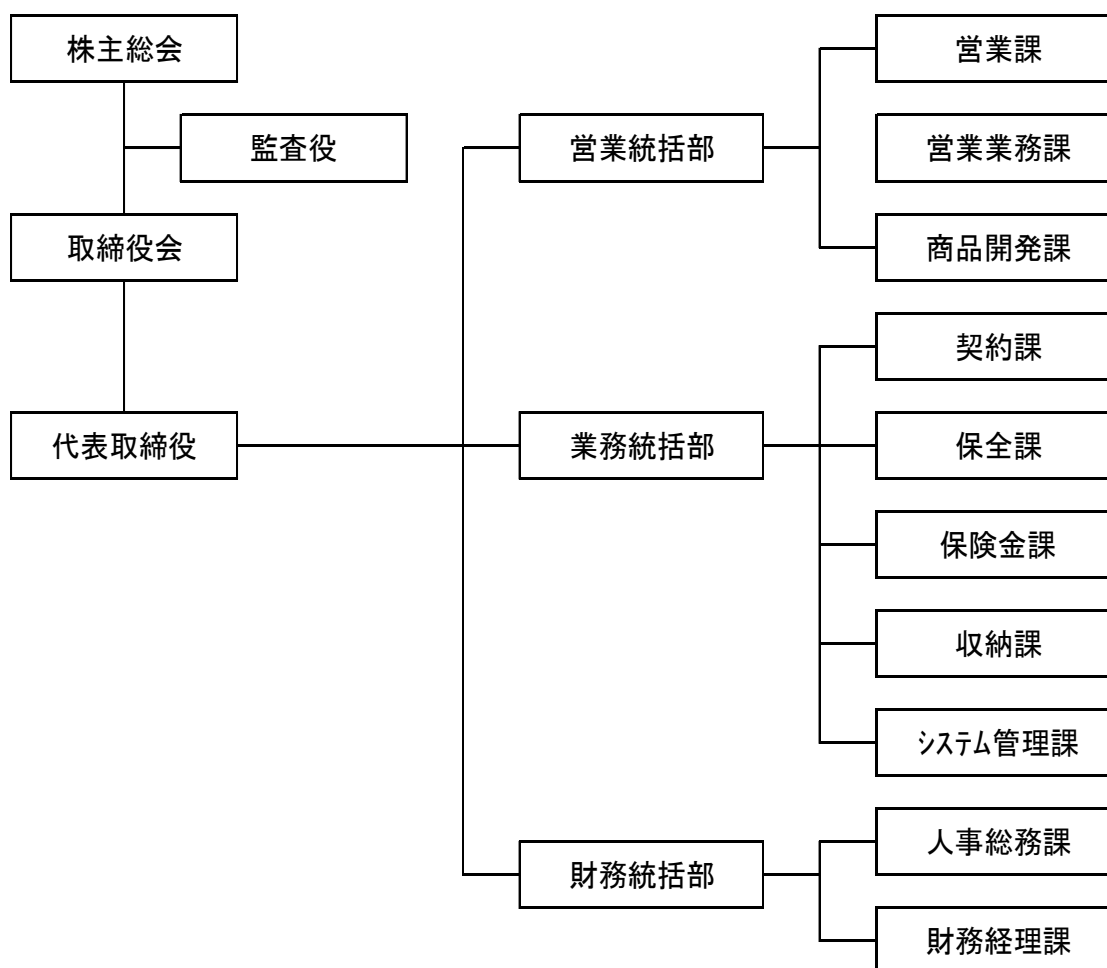 株主総会
監査役
取締役会
代表取締役
営業統括部
営業課
営業業務課
商品開発課
業務統括部
契約課
保全課
保険金課
収納課
ｼｽﾃﾑ管理課
財務統括部
人事総務課
財務経理課